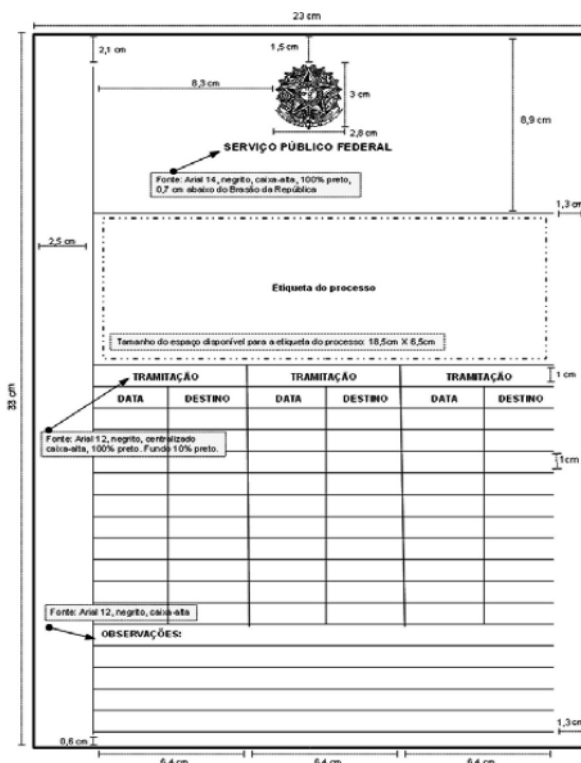 23 cm
2,1 cm
1,5 cm
8,3 cm
3 cm
8,9 cm
2,8 cm
SERVIÇO PÚBLICO FEDERAL
Fonte: Arial 14, negrito, caixa-alta, 100% preto,
0,7 cm abaixo do Brasão da República
1,3 cm
2,5 cm
Etiqueta do processo
Tamanho do espaço disponível para a etiqueta do processo: 18,5cm X 6,5cm
33 cm
TRAMITAÇÃO TRAMITAÇÃO TRAMITAÇÃO
1 cm
DATA DESTINO DATA DESTINO DATA DESTINO
Fonte: Arial 12, negrito, centralizado
caixa-alta, 100% preto. Fundo 10% preto.
1cm
Fonte: Arial 12, negrito, caixa-alta
OBSERVAÇÕES:
1,3 cm
0,6 cm
6,4 cm 6,4 cm 6,4 cm